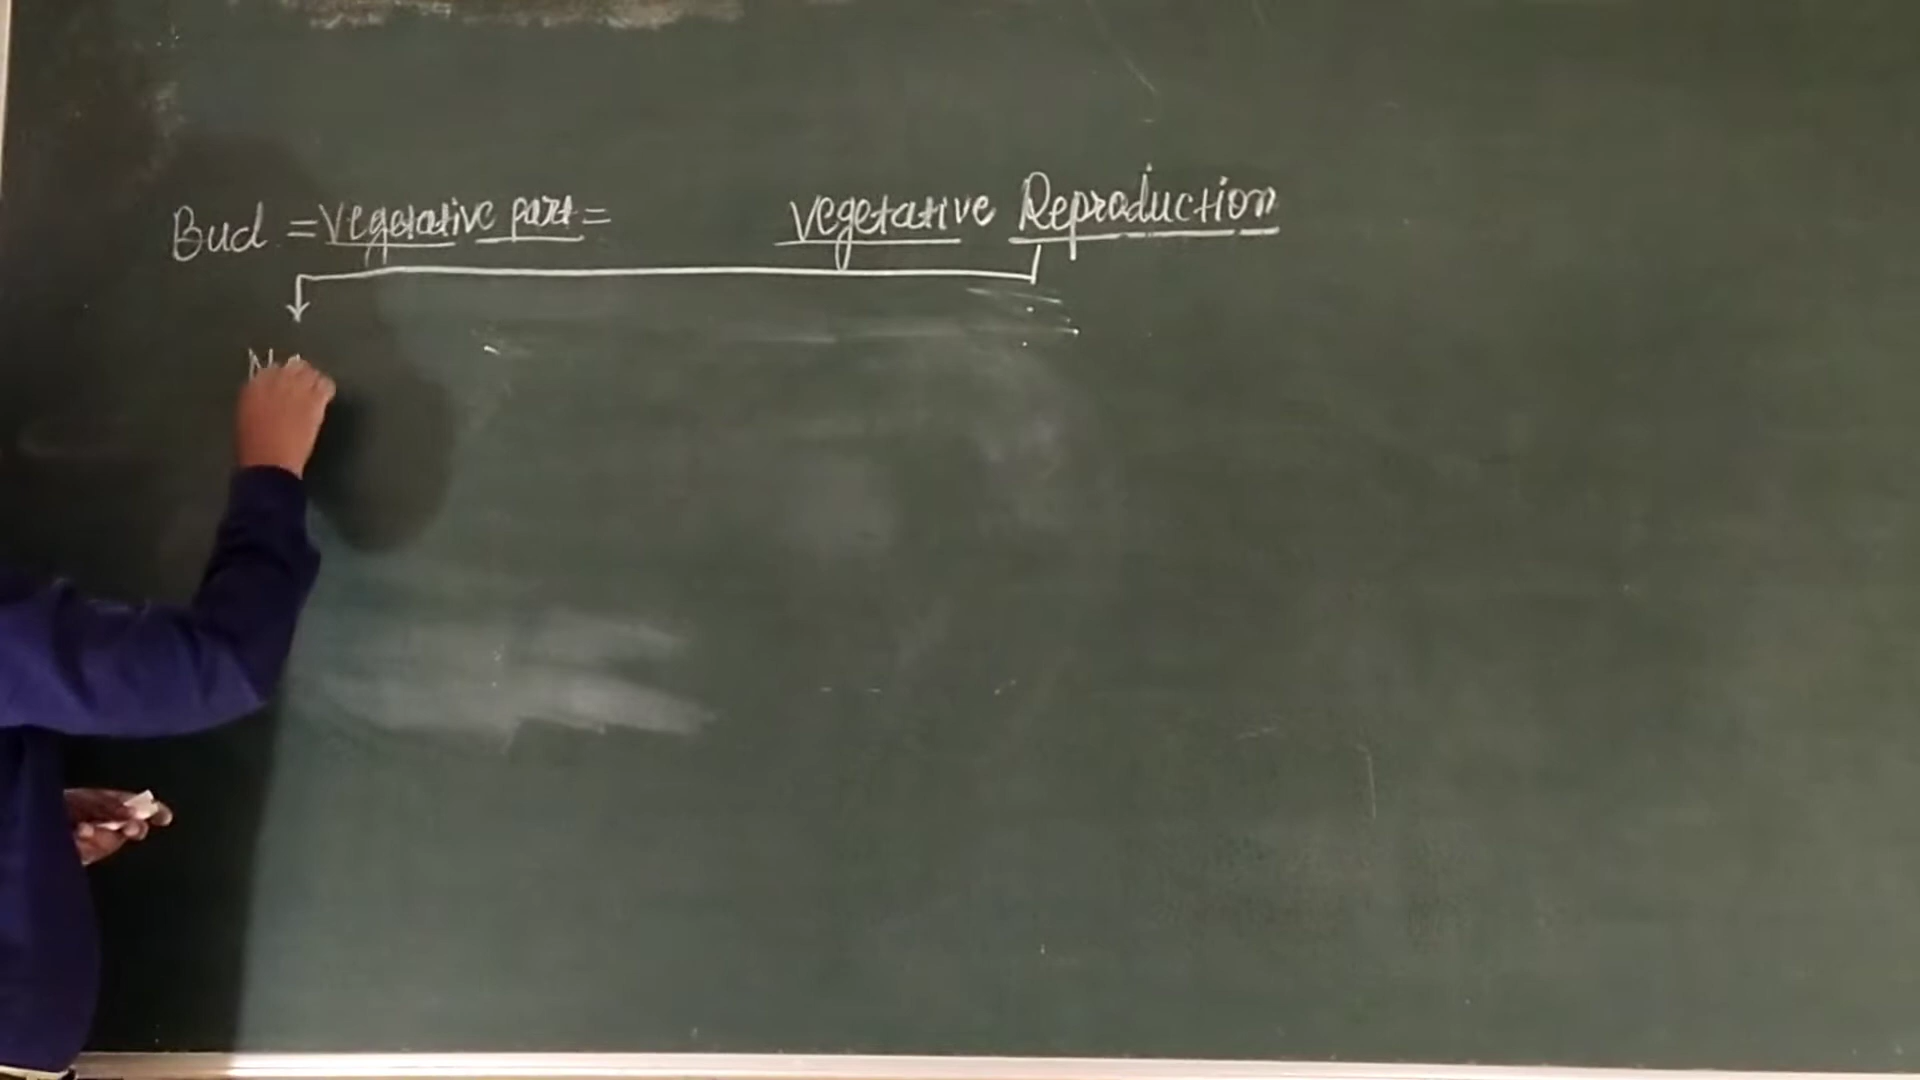 Bud = Vegetative part = vegetative Reproduction